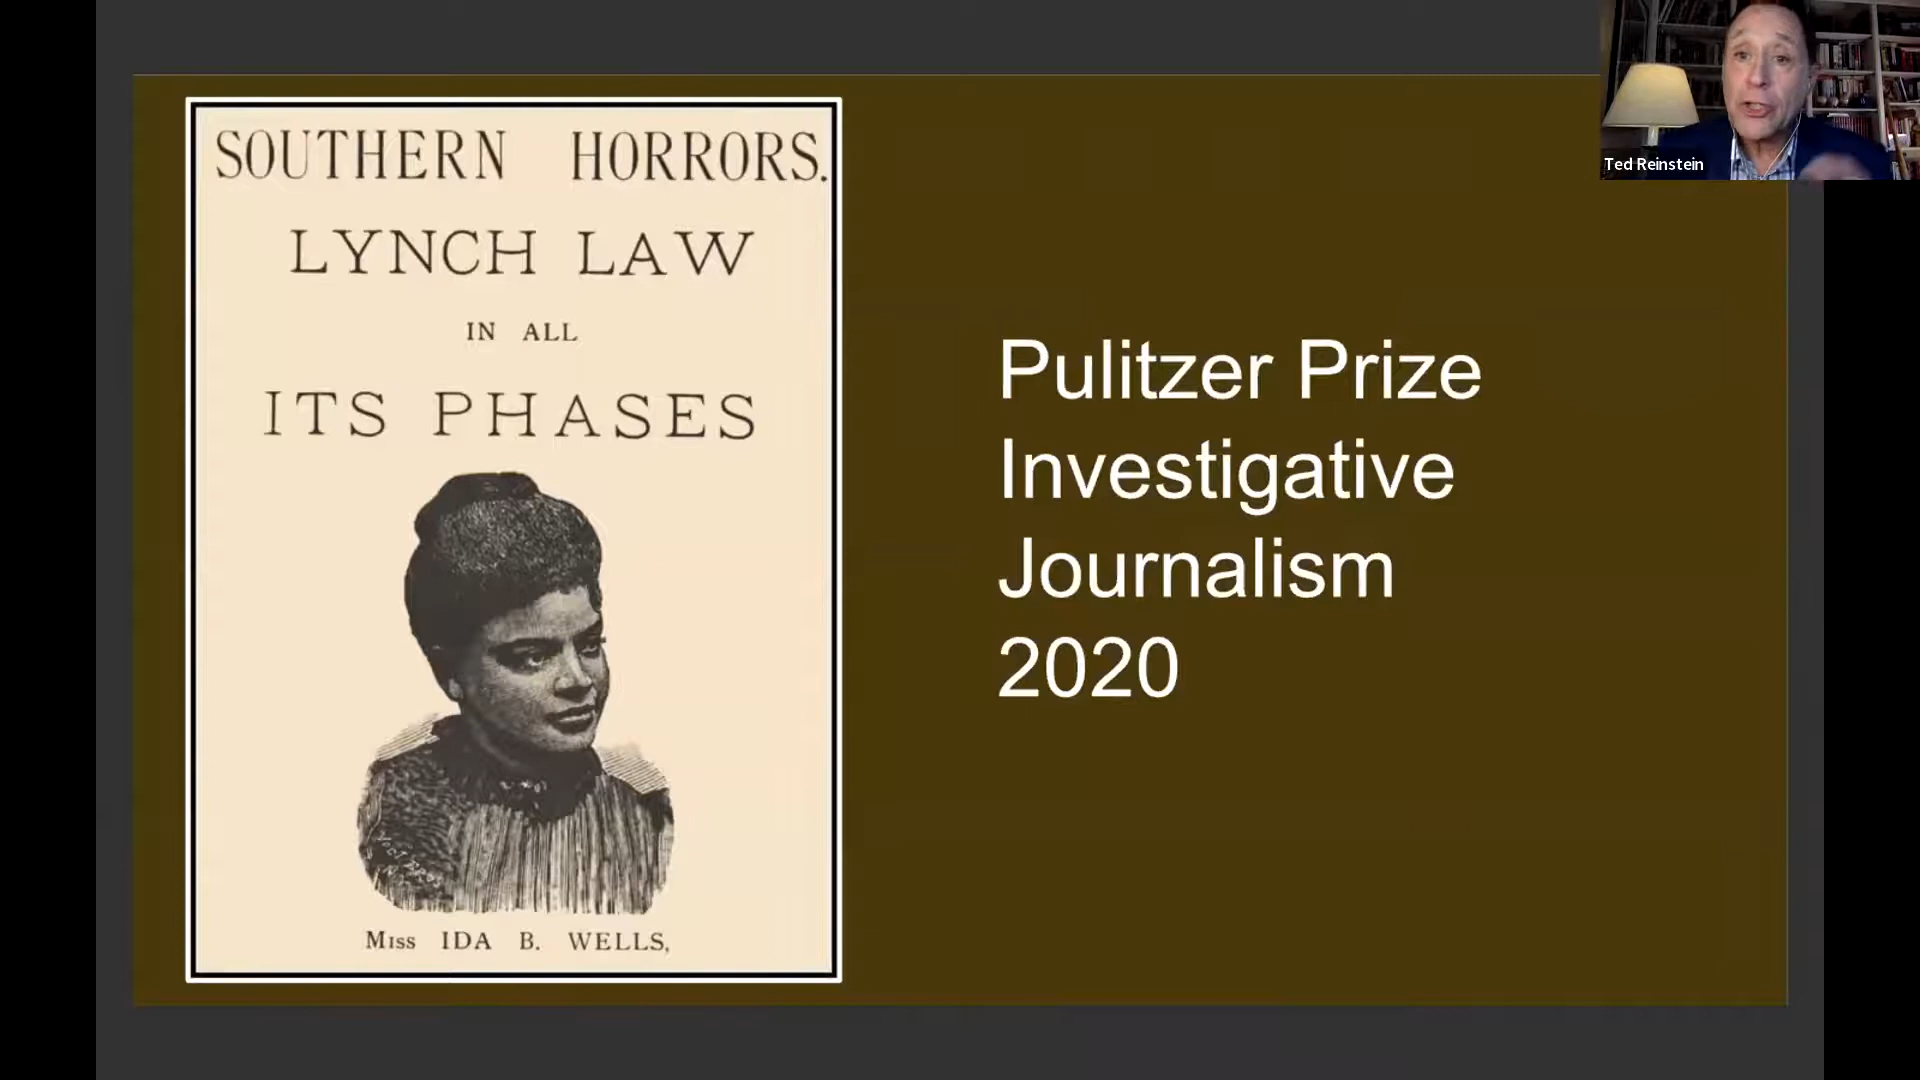 SOUTHERN HORRORS.
LYNCH LAW
IN ALL
ITS PHASES
Miss IDA B. WELLS,
Pulitzer Prize
Investigative
Journalism
2020
Ted Reinstein